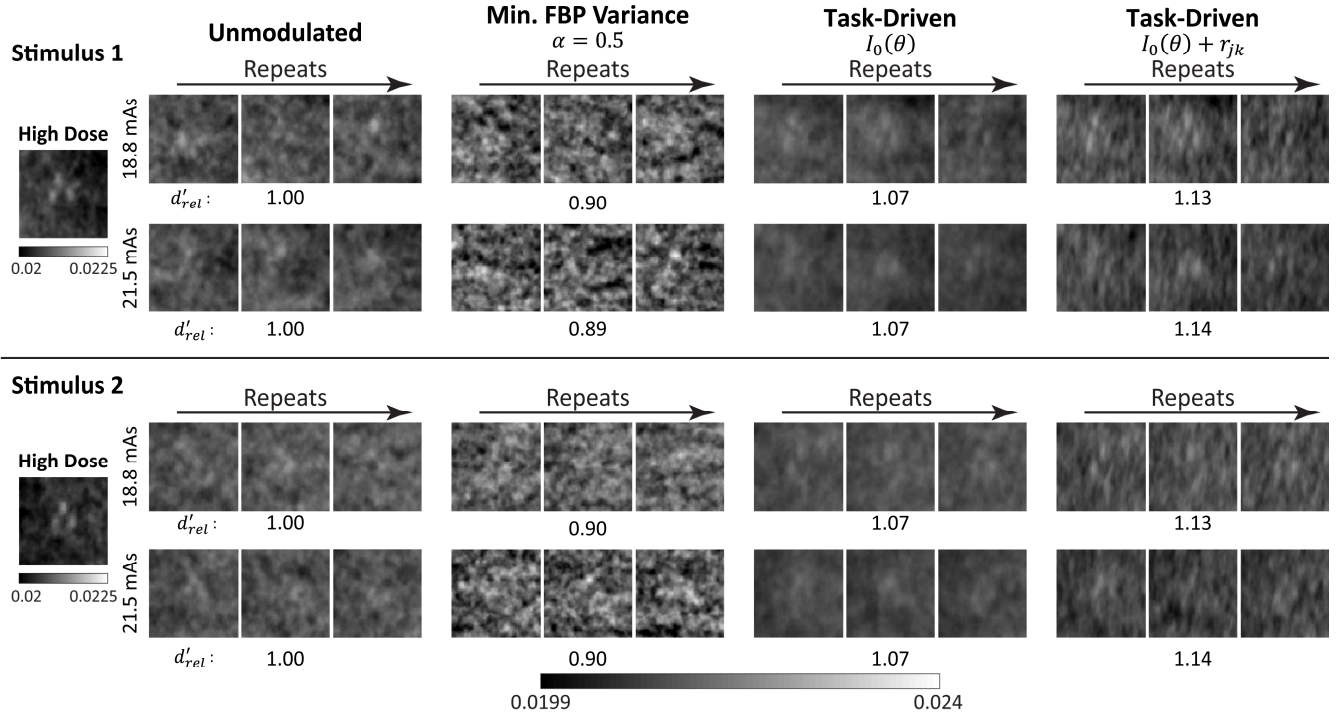 Stimulus 1
Unmodulated
Min. FBP Variance
α = 0.5
Task-Driven
I₀(θ)
Task-Driven
I₀(θ) + rⱼₖ
Repeats
Repeats
Repeats
Repeats
High Dose
0.02 0.0225
18.8 mAs
d′ᵣₑₗ : 1.00 0.90 1.07 1.13
21.5 mAs
d′ᵣₑₗ : 1.00 0.89 1.07 1.14
Stimulus 2
Repeats
Repeats
Repeats
Repeats
High Dose
0.02 0.0225
18.8 mAs
d′ᵣₑₗ : 1.00 0.90 1.07 1.13
21.5 mAs
d′ᵣₑₗ : 1.00 0.90 1.07 1.14
0.0199 0.024